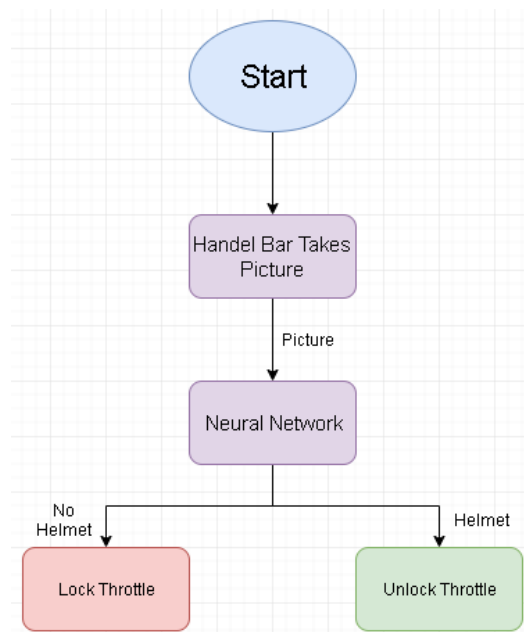 Start
Handel Bar Takes
Picture
Picture
Neural Network
No
Helmet
Helmet
Lock Throttle
Unlock Throttle